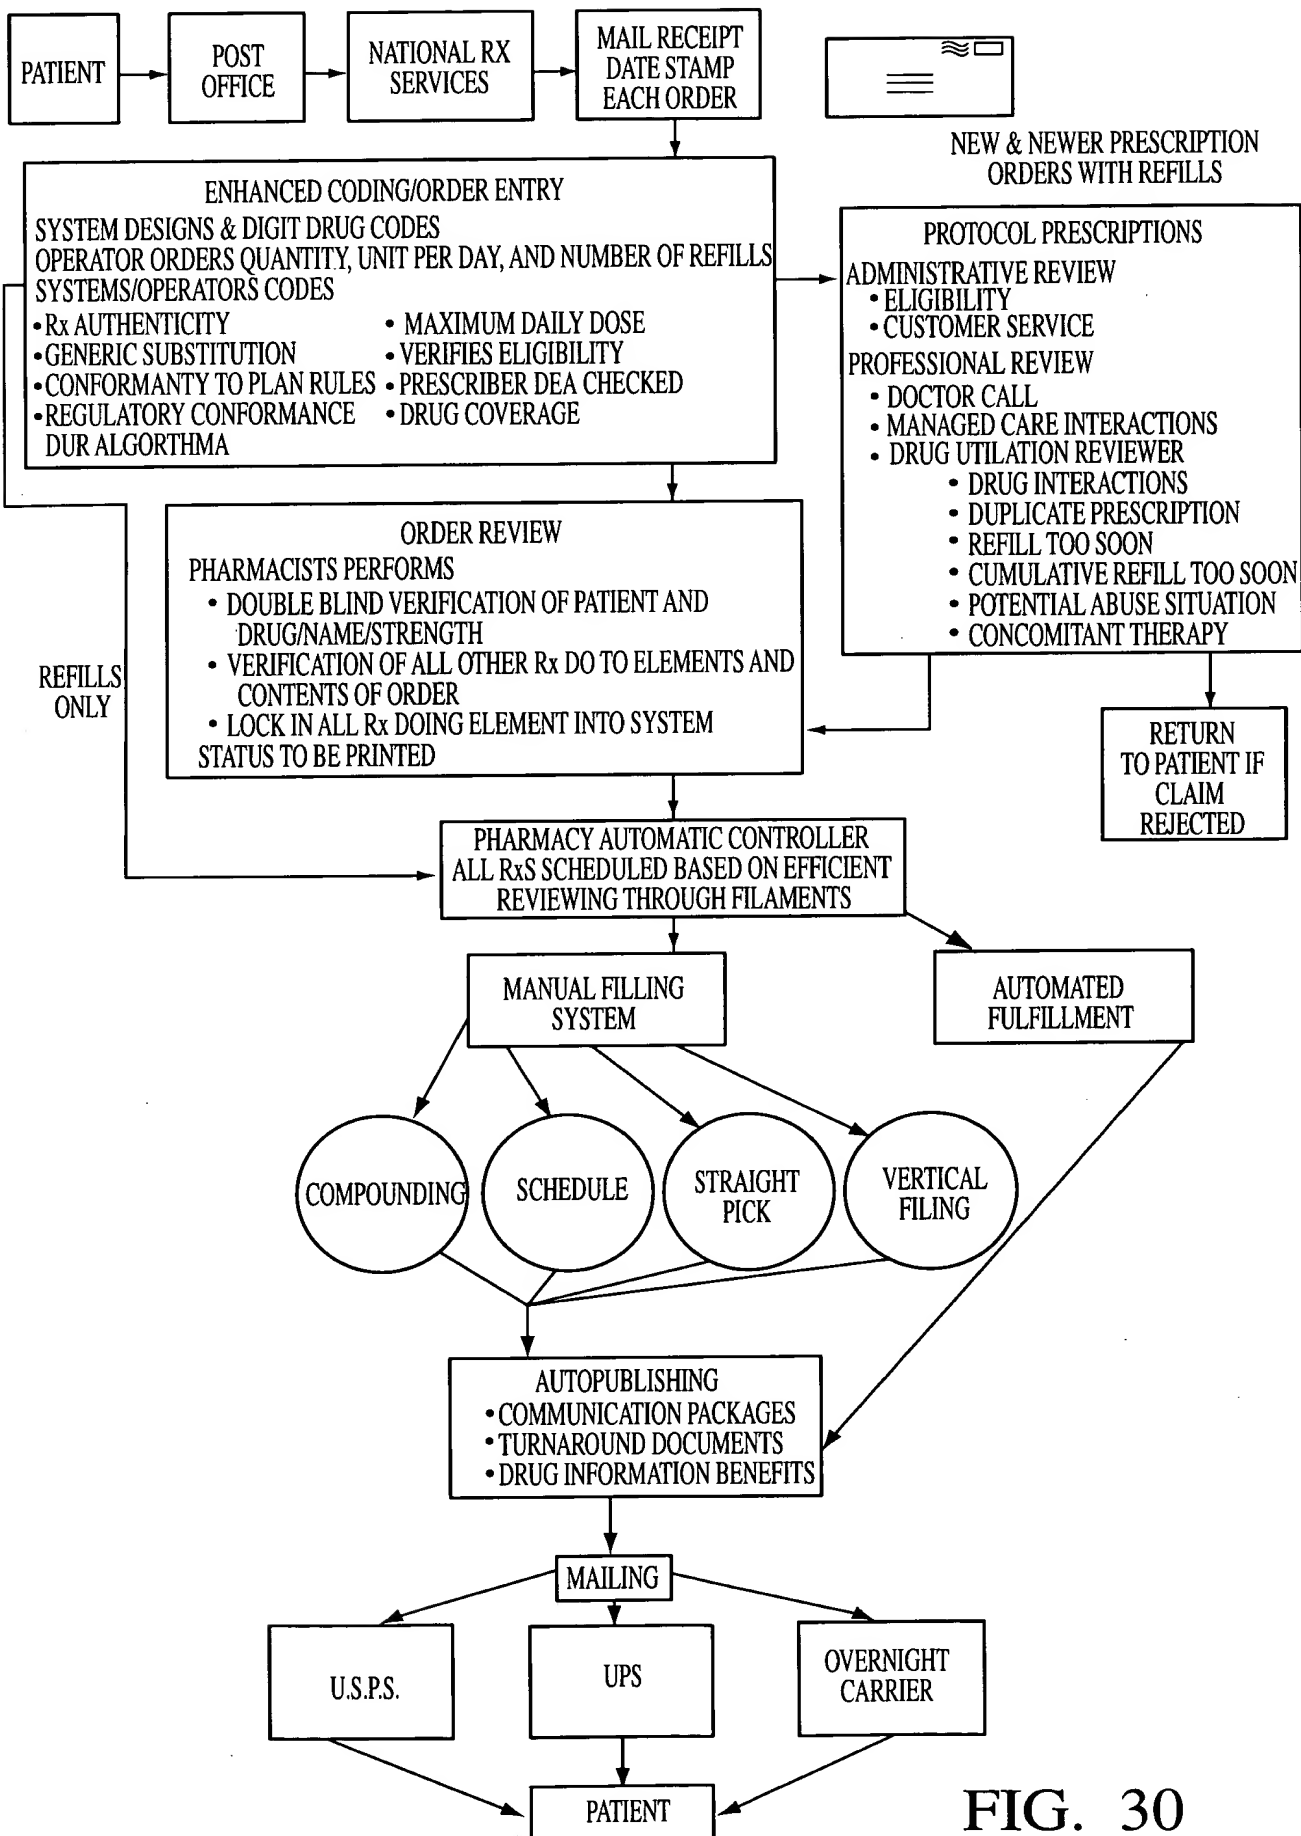 PATIENT
POST
OFFICE
NATIONAL RX
SERVICES
MAIL RECEIPT
DATE STAMP
EACH ORDER
NEW & NEWER PRESCRIPTION
ORDERS WITH REFILLS
ENHANCED CODING/ORDER ENTRY
SYSTEM DESIGNS & DIGIT DRUG CODES
OPERATOR ORDERS QUANTITY, UNIT PER DAY, AND NUMBER OF REFILLS
SYSTEMS/OPERATORS CODES
• Rx AUTHENTICITY
• GENERIC SUBSTITUTION
• CONFORMANTY TO PLAN RULES
• REGULATORY CONFORMANCE
DUR ALGORTHMA
• MAXIMUM DAILY DOSE
• VERIFIES ELIGIBILITY
• PRESCRIBER DEA CHECKED
• DRUG COVERAGE
PROTOCOL PRESCRIPTIONS
ADMINISTRATIVE REVIEW
• ELIGIBILITY
• CUSTOMER SERVICE
PROFESSIONAL REVIEW
• DOCTOR CALL
• MANAGED CARE INTERACTIONS
• DRUG UTILATION REVIEWER
• DRUG INTERACTIONS
• DUPLICATE PRESCRIPTION
• REFILL TOO SOON
• CUMULATIVE REFILL TOO SOON
• POTENTIAL ABUSE SITUATION
• CONCOMITANT THERAPY
ORDER REVIEW
PHARMACISTS PERFORMS
• DOUBLE BLIND VERIFICATION OF PATIENT AND
DRUG/NAME/STRENGTH
• VERIFICATION OF ALL OTHER Rx DO TO ELEMENTS AND
CONTENTS OF ORDER
• LOCK IN ALL Rx DOING ELEMENT INTO SYSTEM
STATUS TO BE PRINTED
REFILLS
ONLY
RETURN
TO PATIENT IF
CLAIM
REJECTED
PHARMACY AUTOMATIC CONTROLLER
ALL RxS SCHEDULED BASED ON EFFICIENT
REVIEWING THROUGH FILAMENTS
MANUAL FILLING
SYSTEM
AUTOMATED
FULFILLMENT
COMPOUNDING
SCHEDULE
STRAIGHT
PICK
VERTICAL
FILING
AUTOPUBLISHING
• COMMUNICATION PACKAGES
• TURNAROUND DOCUMENTS
• DRUG INFORMATION BENEFITS
MAILING
U.S.P.S.
UPS
OVERNIGHT
CARRIER
PATIENT
FIG. 30